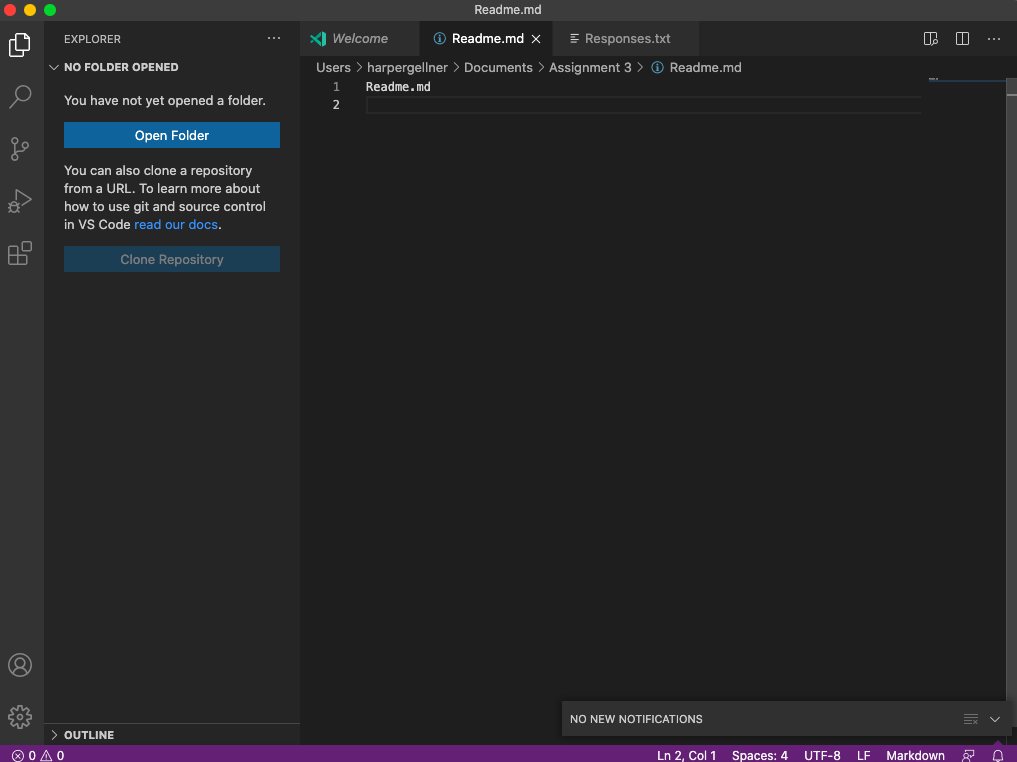 Readme.md
EXPLORER
NO FOLDER OPENED
You have not yet opened a folder.
Open Folder
You can also clone a repository
from a URL. To learn more about
how to use git and source control
in VS Code read our docs.
Clone Repository
OUTLINE
Welcome
Readme.md
Responses.txt
Users > harpergellner > Documents > Assignment 3 > Readme.md
1 Readme.md
2
NO NEW NOTIFICATIONS
0 0
Ln 2, Col 1 Spaces: 4 UTF-8 LF Markdown